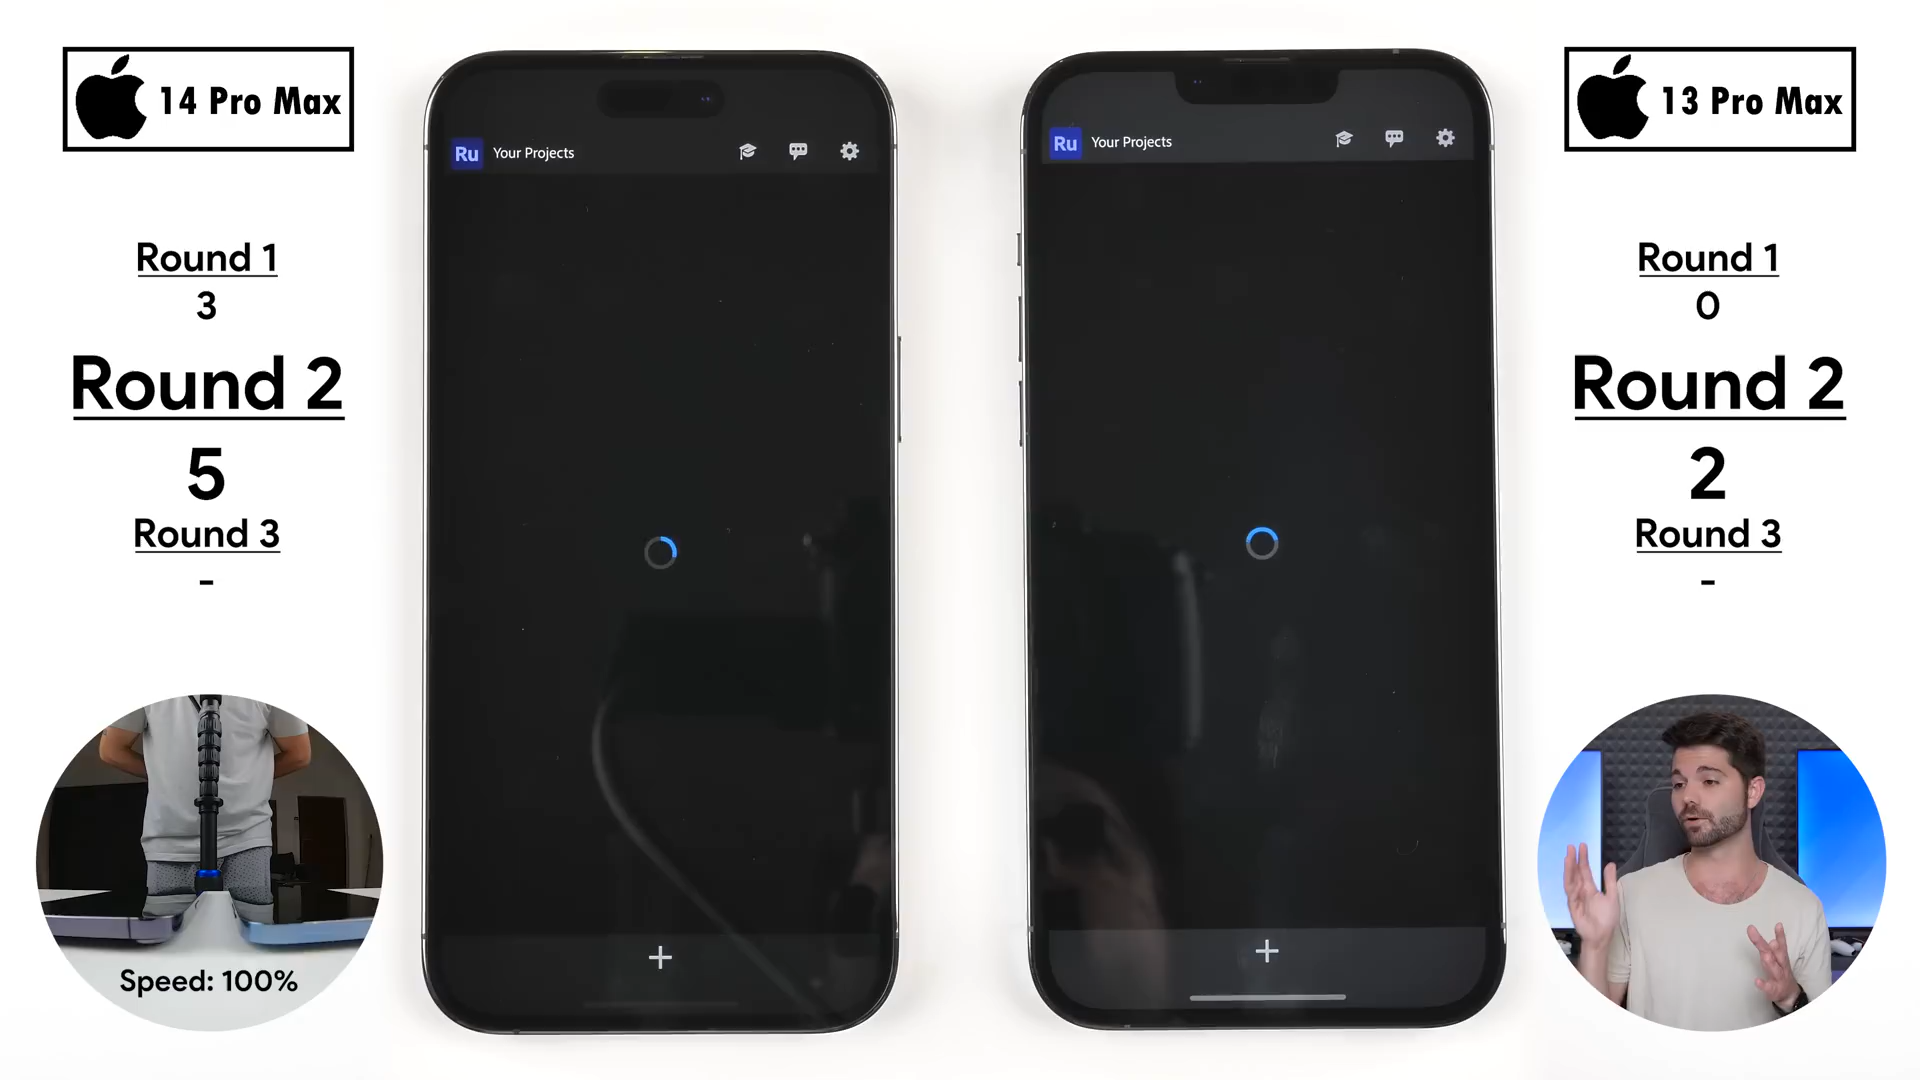 14 Pro Max
Round 1
3
Round 2
5
Round 3
-
Speed: 100%
Ru Your Projects
Ru Your Projects
13 Pro Max
Round 1
0
Round 2
2
Round 3
-